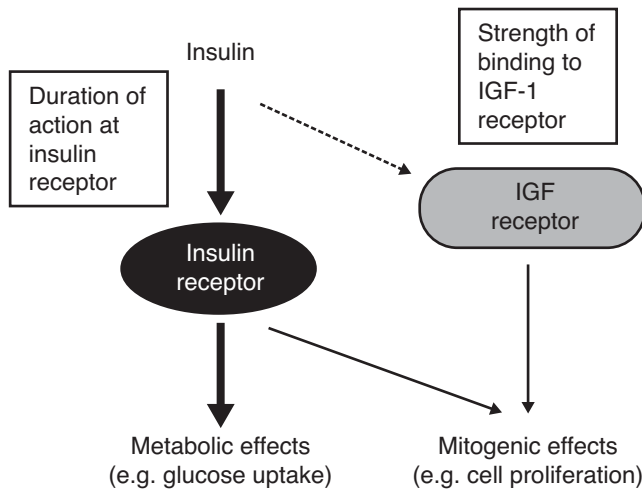 Insulin
Strength of
binding to
IGF-1
receptor
Duration of
action at
insulin
receptor
IGF
receptor
Insulin
receptor
Metabolic effects
(e.g. glucose uptake)
Mitogenic effects
(e.g. cell proliferation)